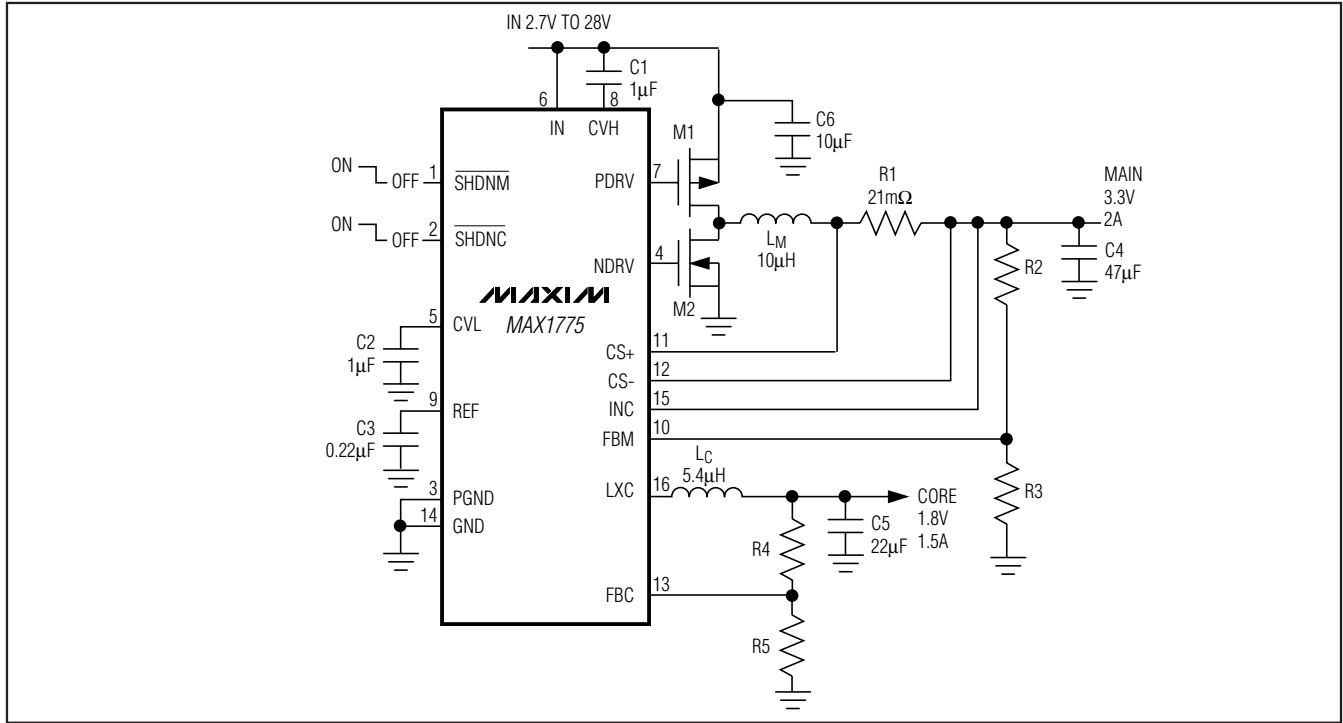 IN 2.7V TO 28V
C1
1µF
6
8
IN
CVH
C6
10µF
M1
ON
OFF
1
SHDNM
PDRV
7
R1
21mΩ
MAIN
3.3V
2A
ON
OFF
2
SHDNC
NDRV
4
LM
10µH
R2
C4
47µF
MAXIM
MAX1775
M2
C2
1µF
5
CVL
CS+
11
CS-
12
INC
15
FBM
10
C3
0.22µF
9
REF
LC
5.4µH
LXC
16
R3
3
PGND
14
GND
CORE
1.8V
1.5A
C5
22µF
R4
FBC
13
R5